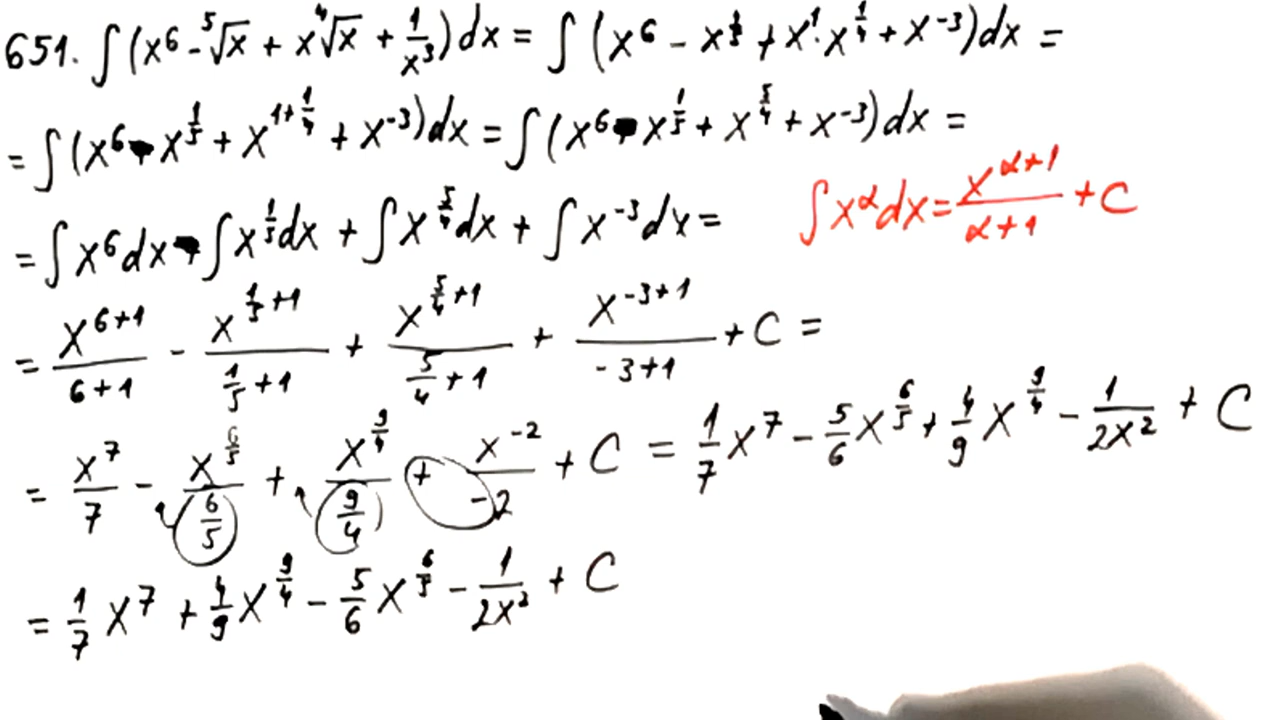 651. ∫(x⁶ - ⁵√x + x⁴√x + 1/x³)dx = ∫(x⁶ - x^(1/5) + x¹·x^(1/4) + x⁻³)dx =
= ∫(x⁶ - x^(1/5) + x^(1+1/4) + x⁻³)dx = ∫(x⁶ - x^(1/5) + x^(5/4) + x⁻³)dx =
= ∫x⁶dx - ∫x^(1/5)dx + ∫x^(5/4)dx + ∫x⁻³dx =
∫x^α dx = x^(α+1)/(α+1) + C
= x^(6+1)/(6+1) - x^(1/5+1)/(1/5+1) + x^(5/4+1)/(5/4+1) + x^(-3+1)/(-3+1) + C =
= x⁷/7 - x^(6/5)/(6/5) + x^(9/4)/(9/4) + x⁻²/-2 + C = 1/7 x⁷ - 5/6 x^(6/5) + 4/9 x^(9/4) - 1/(2x²) + C
= 1/7 x⁷ + 4/9 x^(9/4) - 5/6 x^(6/5) - 1/(2x²) + C